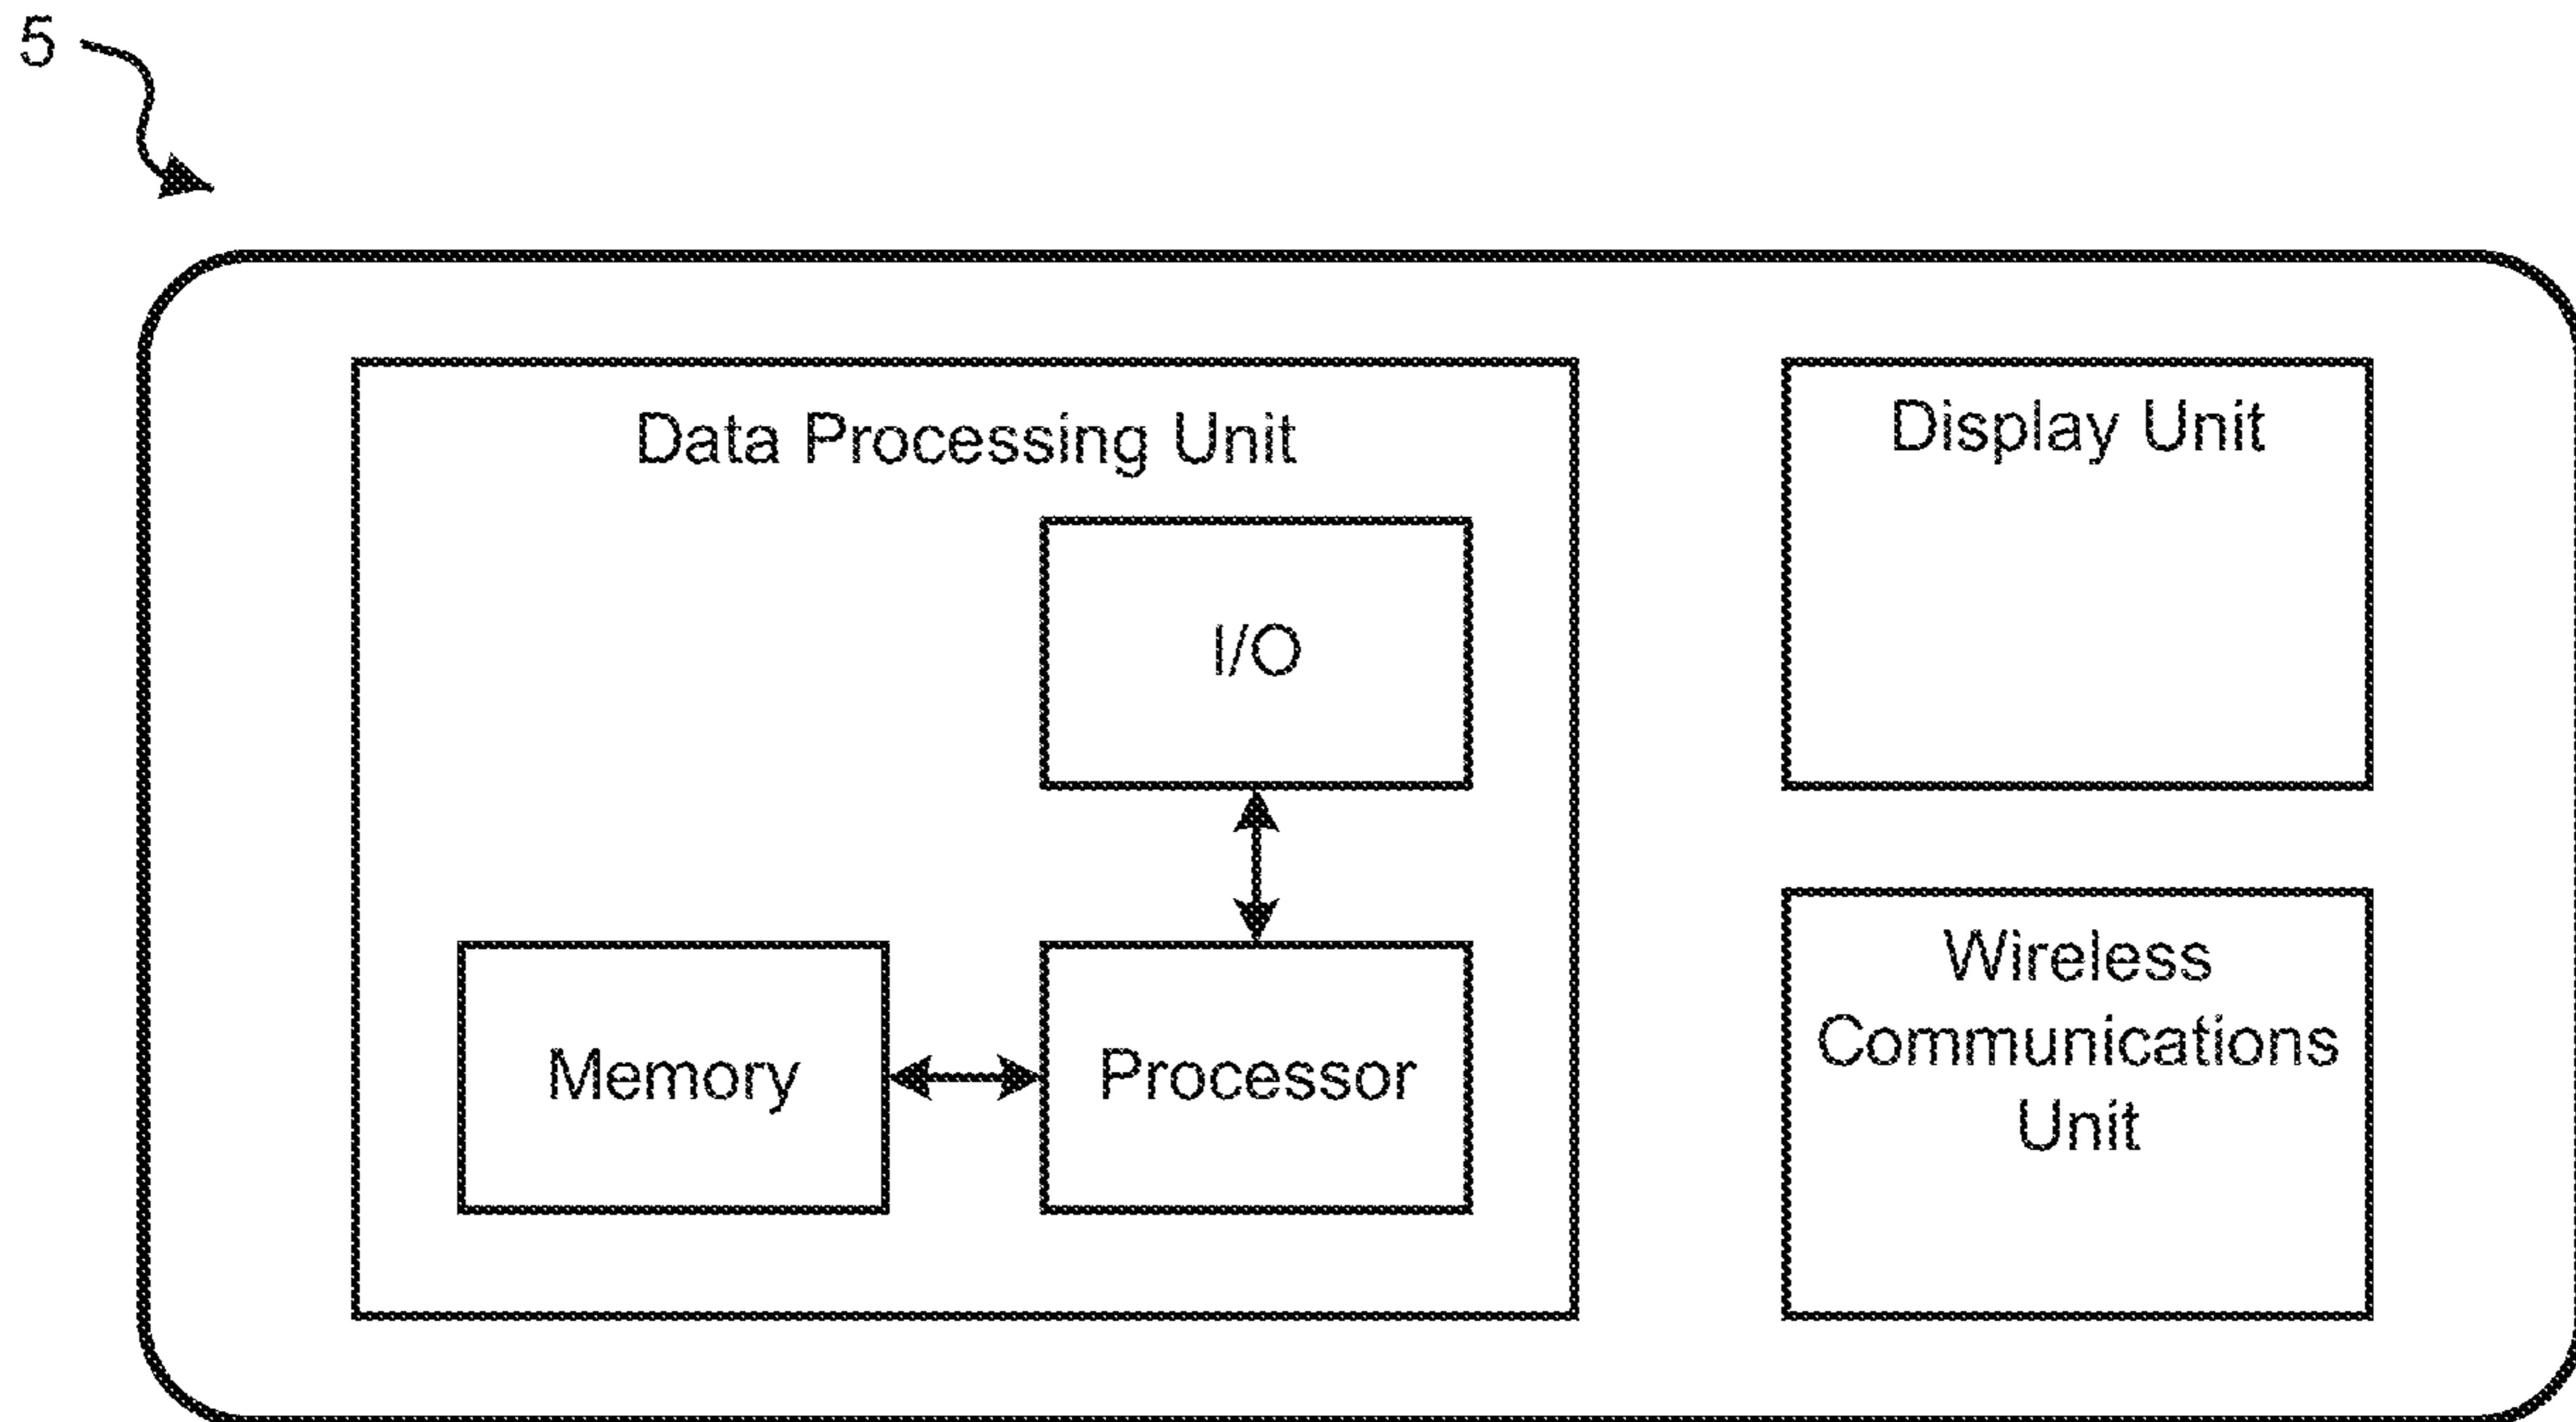 5
Data Processing Unit
I/O
Memory
Processor
Display Unit
Wireless
Communications
Unit